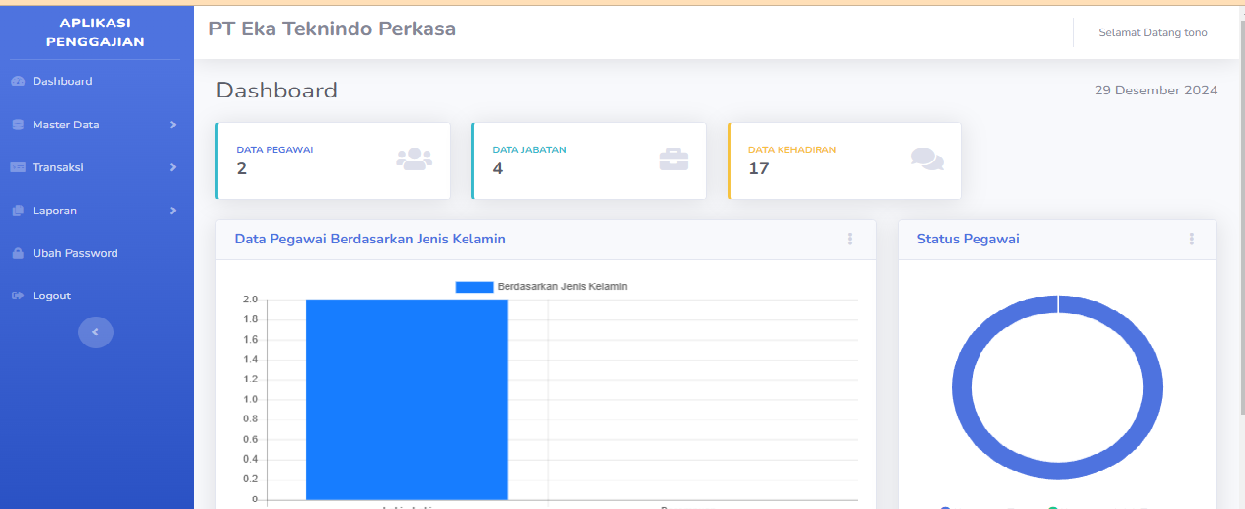 APLIKASI
PENGGAJIAN
Dashboard
Master Data
Transaksi
Laporan
Ubah Password
Logout
PT Eka Teknindo Perkasa
Selamat Datang tono
Dashboard
29 Desember 2024
DATA PEGAWAI
2
DATA JABATAN
4
DATA KEHADIRAN
17
Data Pegawai Berdasarkan Jenis Kelamin
Berdasarkan Jenis Kelamin
2.0
1.8
1.6
1.4
1.2
1.0
0.8
0.6
0.4
0.2
0
Status Pegawai